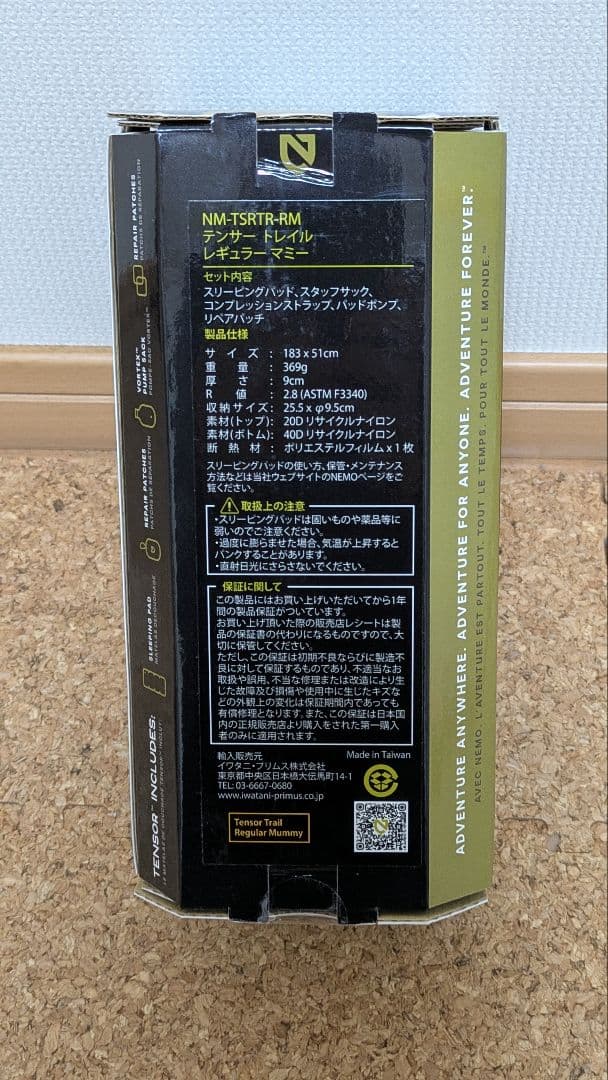 NM-TSRTR-RM
テンサー トレイル
レギュラー マミー
セット内容
スリーピングパッド、スタッフサック、
コンプレッションストラップ、パッドポンプ、
リペアパッチ
製品仕様
サイズ: 183 x 51cm
重量: 369g
厚さ: 9cm
R値: 2.8 (ASTM F3340)
収納サイズ: 25.5 x φ9.5cm
素材(トップ): 20Dリサイクルナイロン
素材(ボトム): 40Dリサイクルナイロン
断熱材: ポリエステルフィルム x 1枚
スリーピングパッドの使い方、保管・メンテナンス
方法などは当社ウェブサイトのNEMOページをご
覧ください。
取扱上の注意
・スリーピングパッドは固いものや薬品等に
弱いのでご注意ください。
・過度に膨らませた場合、気温が上昇すると
パンクすることがあります。
・直射日光にさらさないでください。
保証に関して
この製品にはお買い上げいただいてから1年
間の製品保証がついています。
お買い上げ頂いた際の販売店レシートは製
品の保証書の代わりになるものですので、大
切に保管してください。
ただし、この保証は初期不良ならびに製造不
良に対して保証するものであり、不適当なお
取扱や誤用、不当な修理または改造により生
じた故障及び損傷や使用中に生じたキズな
どの外観上の変化は保証期間内であっても
有償修理となります。また、この保証は日本国
内の正規販売店より購入をされた第一購入
者のみに適用されます。
輸入販売元
Made in Taiwan
イワタニ・プリムス株式会社
東京都中央区日本橋大伝馬町14-1
TEL: 03-6667-0680
www.iwatani-primus.co.jp
Tensor Trail
Regular Mummy
TENSOR™ INCLUDES:
SLEEPING PAD
MATELAS DE COUCHAGE
REPAIR PATCHES
PATCHS DE RÉPARATION
VORTEX™
PUMP SACK
POMPE-SAC VORTEX™
REPAIR PATCHES
PATCHS DE RÉPARATION
ADVENTURE ANYWHERE. ADVENTURE FOR ANYONE. ADVENTURE FOREVER.™
AVEC NEMO, L'AVENTURE EST PARTOUT. TOUT LE TEMPS. POUR TOUT LE MONDE.™